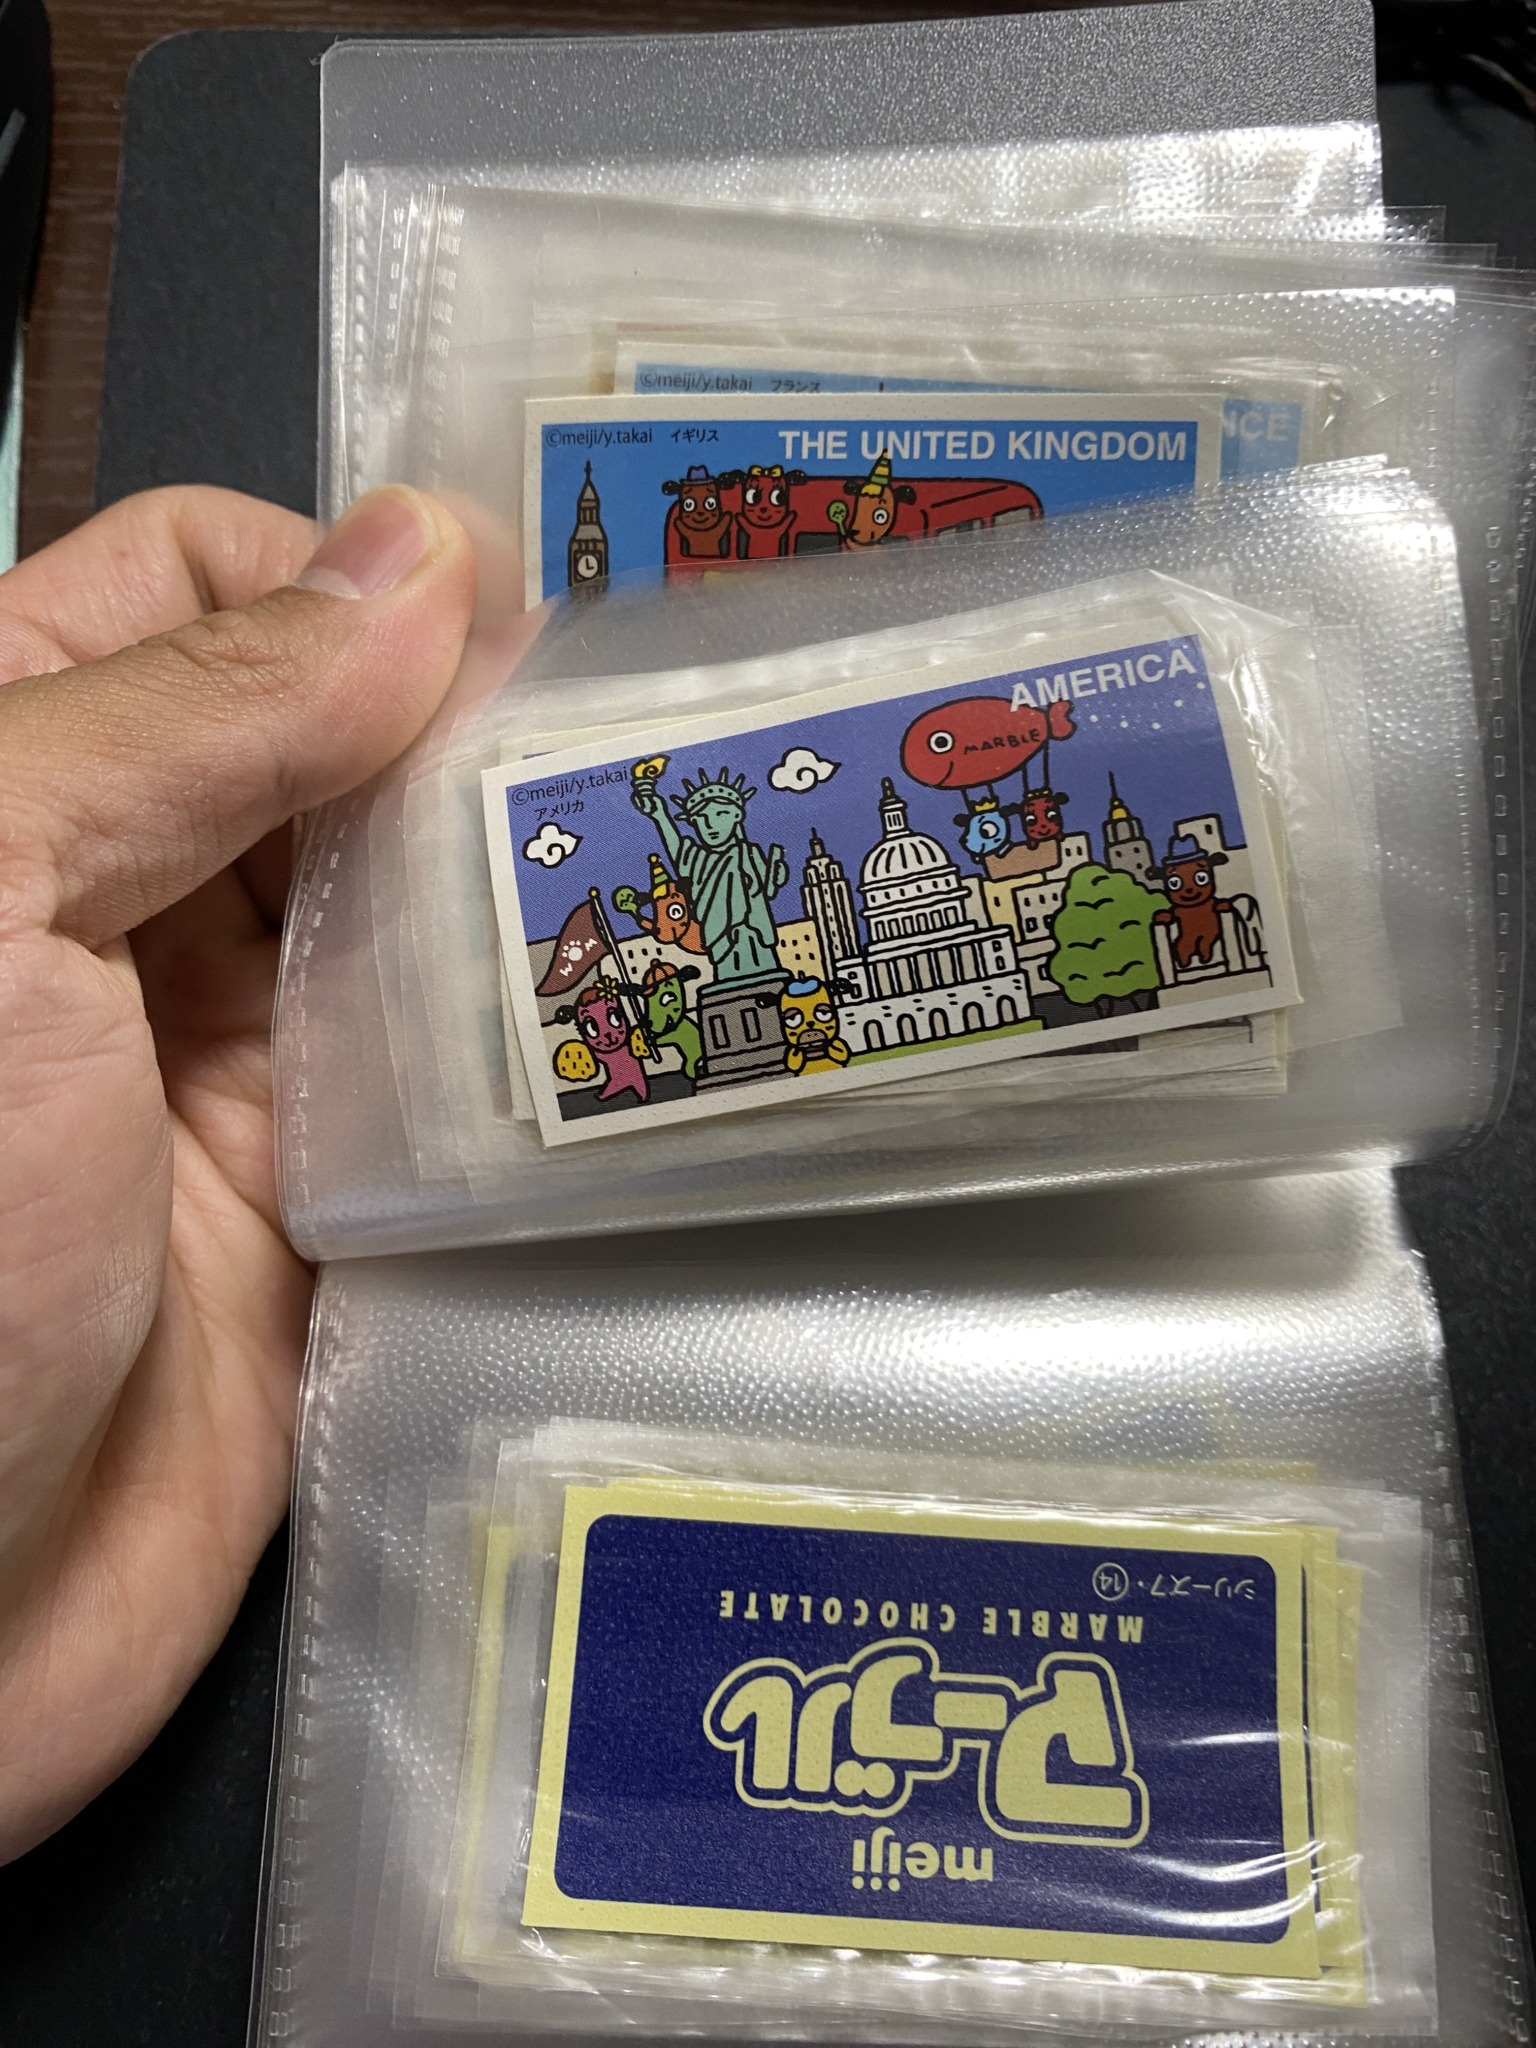 ©meiji/y.takai フランス
NCE
©meiji/y.takai イギリス
THE UNITED KINGDOM
AMERICA
MARBLE
©meiji/y.takai
アメリカ
W M
シリーズ7・⑭
MARBLE CHOCOLATE
マーブル
meiji